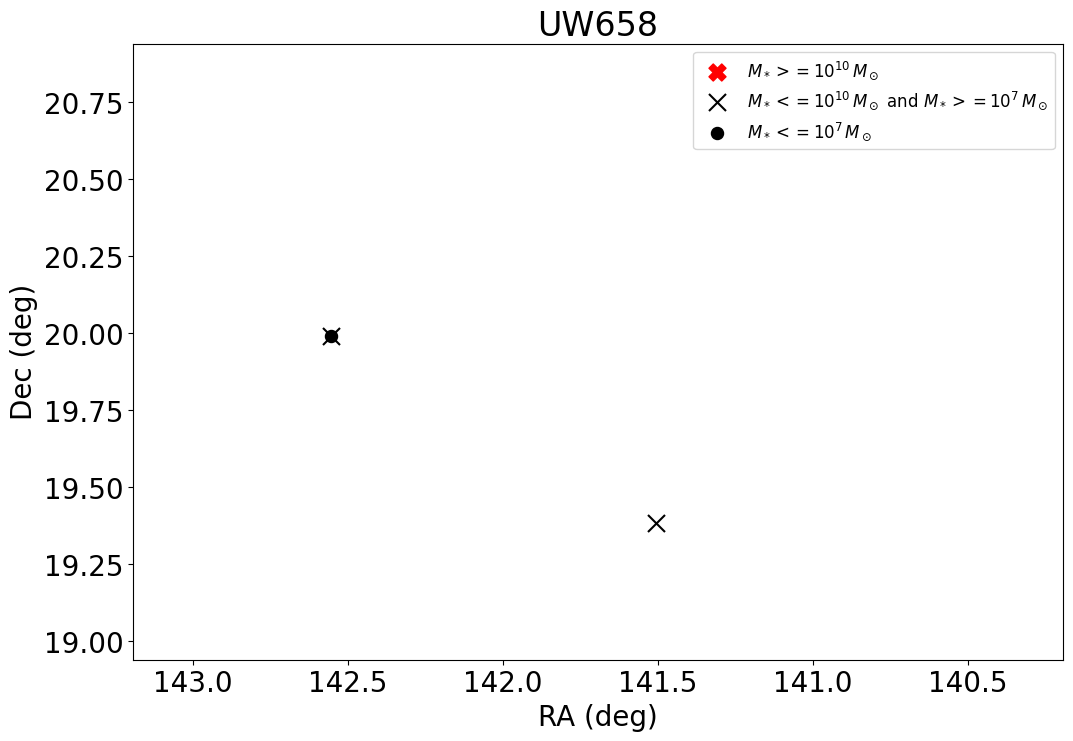 UW658
M* >= 10^10 M⊙
M* <= 10^10 M⊙ and M* >= 10^7 M⊙
M* <= 10^7 M⊙
20.75
20.50
20.25
20.00
19.75
19.50
19.25
19.00
Dec (deg)
143.0 142.5 142.0 141.5 141.0 140.5
RA (deg)